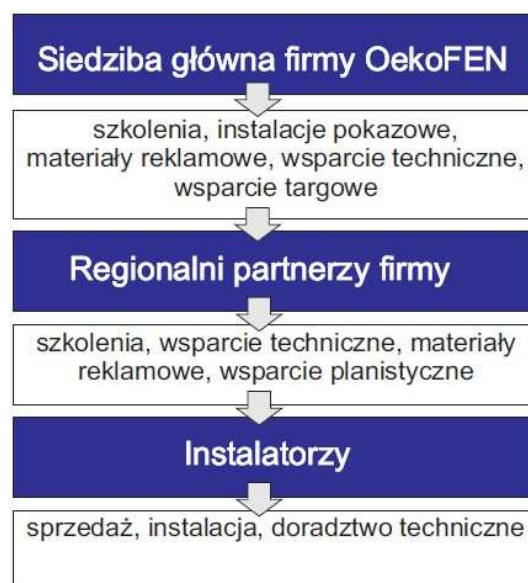 Siedziba główna firmy OekoFEN
szkolenia, instalacje pokazowe,
materiały reklamowe, wsparcie techniczne,
wsparcie targowe
Regionalni partnerzy firmy
szkolenia, wsparcie techniczne, materiały
reklamowe, wsparcie planistyczne
Instalatorzy
sprzedaż, instalacja, doradztwo techniczne